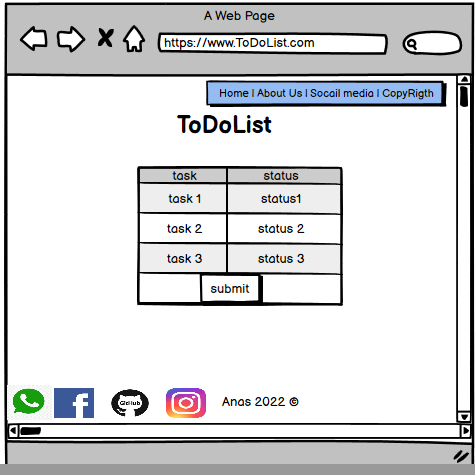 A Web Page
https://www.ToDoList.com
Home | About Us | Socail media | CopyRigth
ToDoList
task status
task 1 status1
task 2 status 2
task 3 status 3
submit
GitHub
Anas 2022 ©